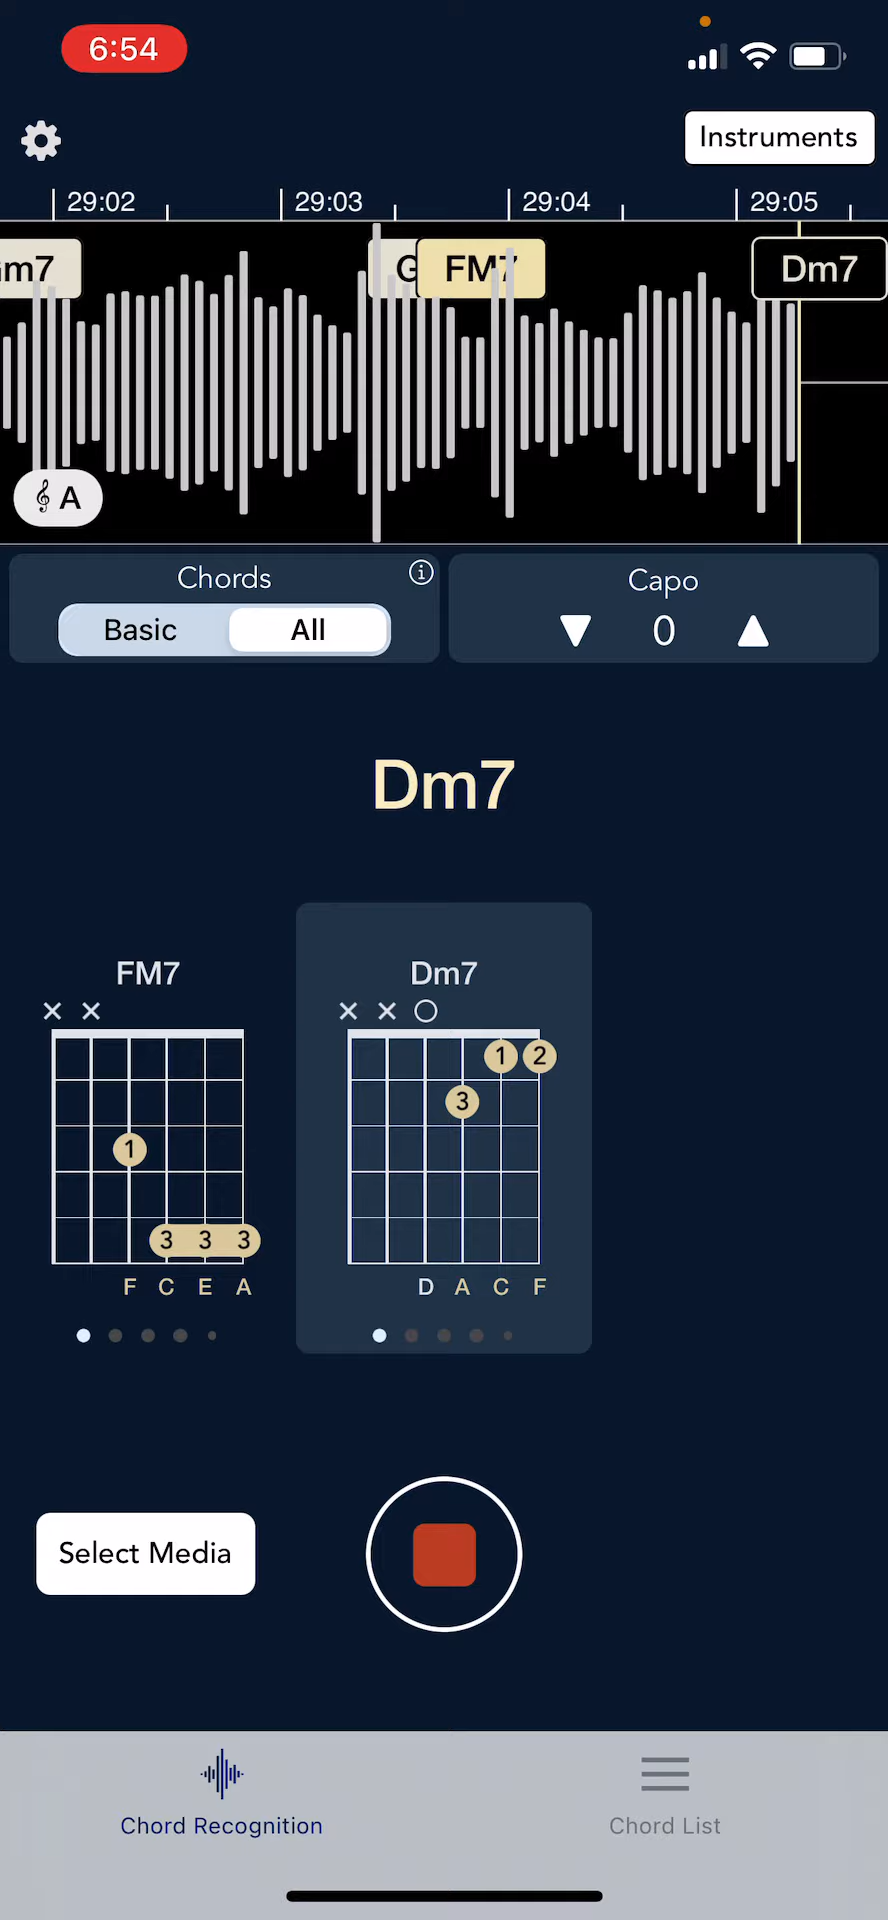 6:54
Instruments
29:02 29:03 29:04 29:05
m7 G FM7 Dm7
A
Chords
Basic All
Capo
0
Dm7
FM7
× ×
1
3 3 3
F C E A
Dm7
× × ○
1 2
3
D A C F
Select Media
Chord Recognition
Chord List